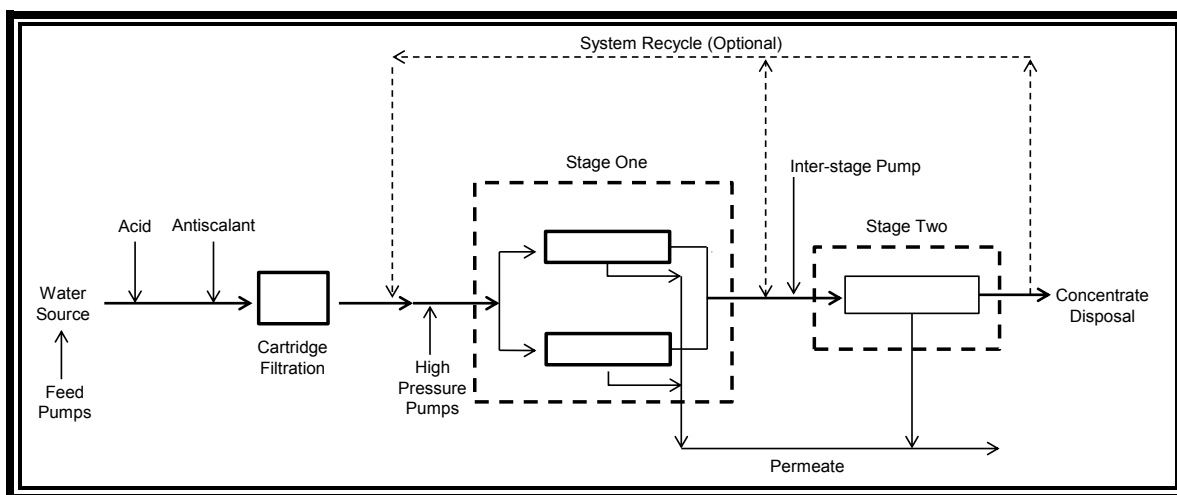 System Recycle (Optional)
Stage One
Inter-stage Pump
Acid
Antiscalant
Stage Two
Water
Source
Concentrate
Disposal
Cartridge
Filtration
High
Pressure
Pumps
Feed
Pumps
Permeate